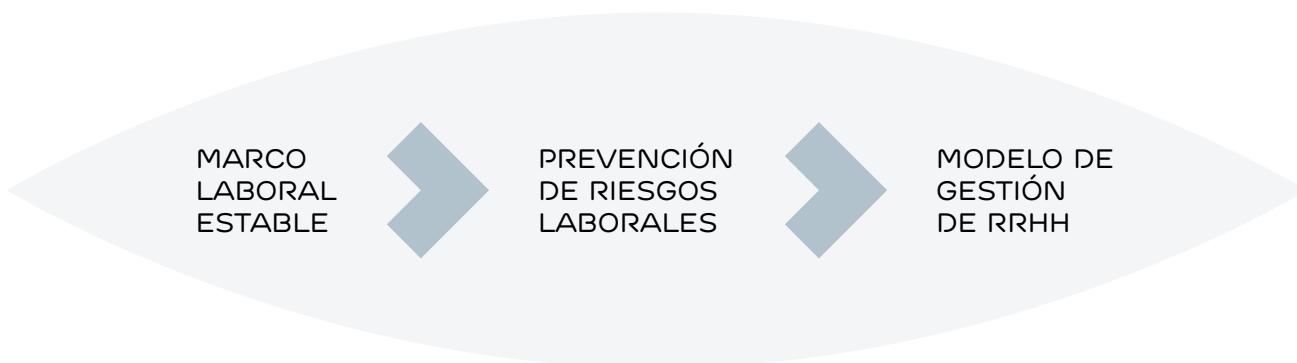 MARCO
LABORAL
ESTABLE
PREVENCIÓN
DE RIESGOS
LABORALES
MODELO DE
GESTIÓN
DE RRHH